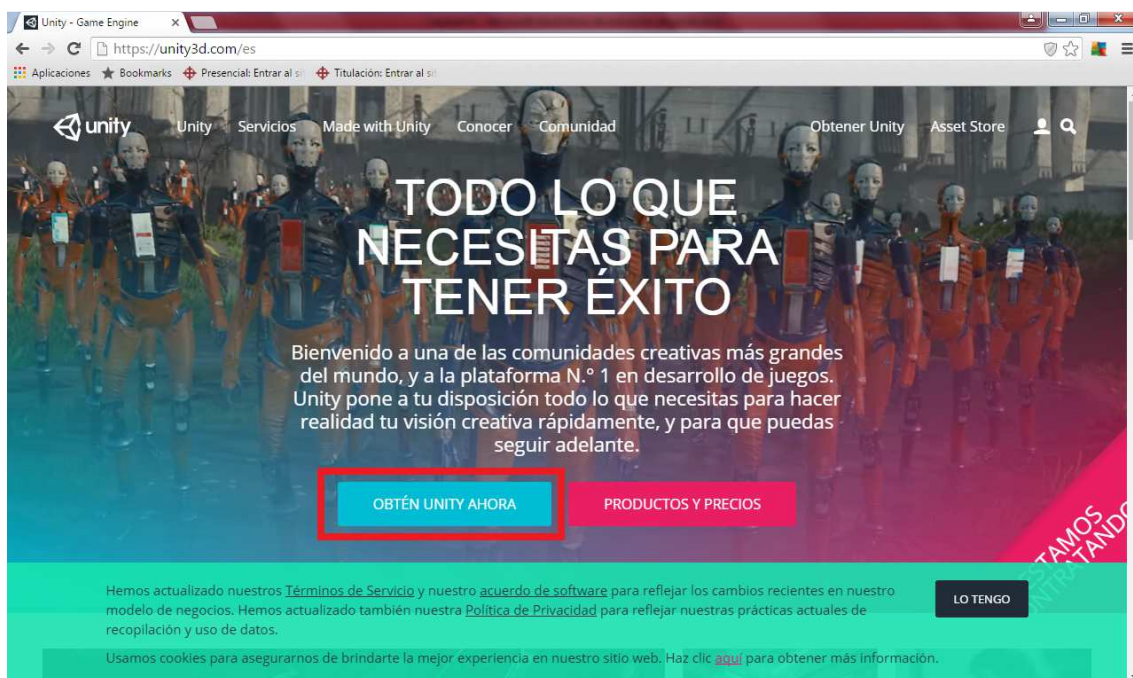 Unity - Game Engine
https://unity3d.com/es
Aplicaciones Bookmarks Presencial: Entrar al si Titulación: Entrar al si
unity Unity Servicios Made with Unity Conocer Comunidad Obtener Unity Asset Store
TODO LO QUE
NECESITAS PARA
TENER ÉXITO
Bienvenido a una de las comunidades creativas más grandes
del mundo, y a la plataforma N.º 1 en desarrollo de juegos.
Unity pone a tu disposición todo lo que necesitas para hacer
realidad tu visión creativa rápidamente, y para que puedas
seguir adelante.
OBTÉN UNITY AHORA PRODUCTOS Y PRECIOS
ESTAMOS
CONTRATANDO
Hemos actualizado nuestros Términos de Servicio y nuestro acuerdo de software para reflejar los cambios recientes en nuestro
modelo de negocios. Hemos actualizado también nuestra Política de Privacidad para reflejar nuestras prácticas actuales de
recopilación y uso de datos.
LO TENGO
Usamos cookies para asegurarnos de brindarte la mejor experiencia en nuestro sitio web. Haz clic aquí para obtener más información.